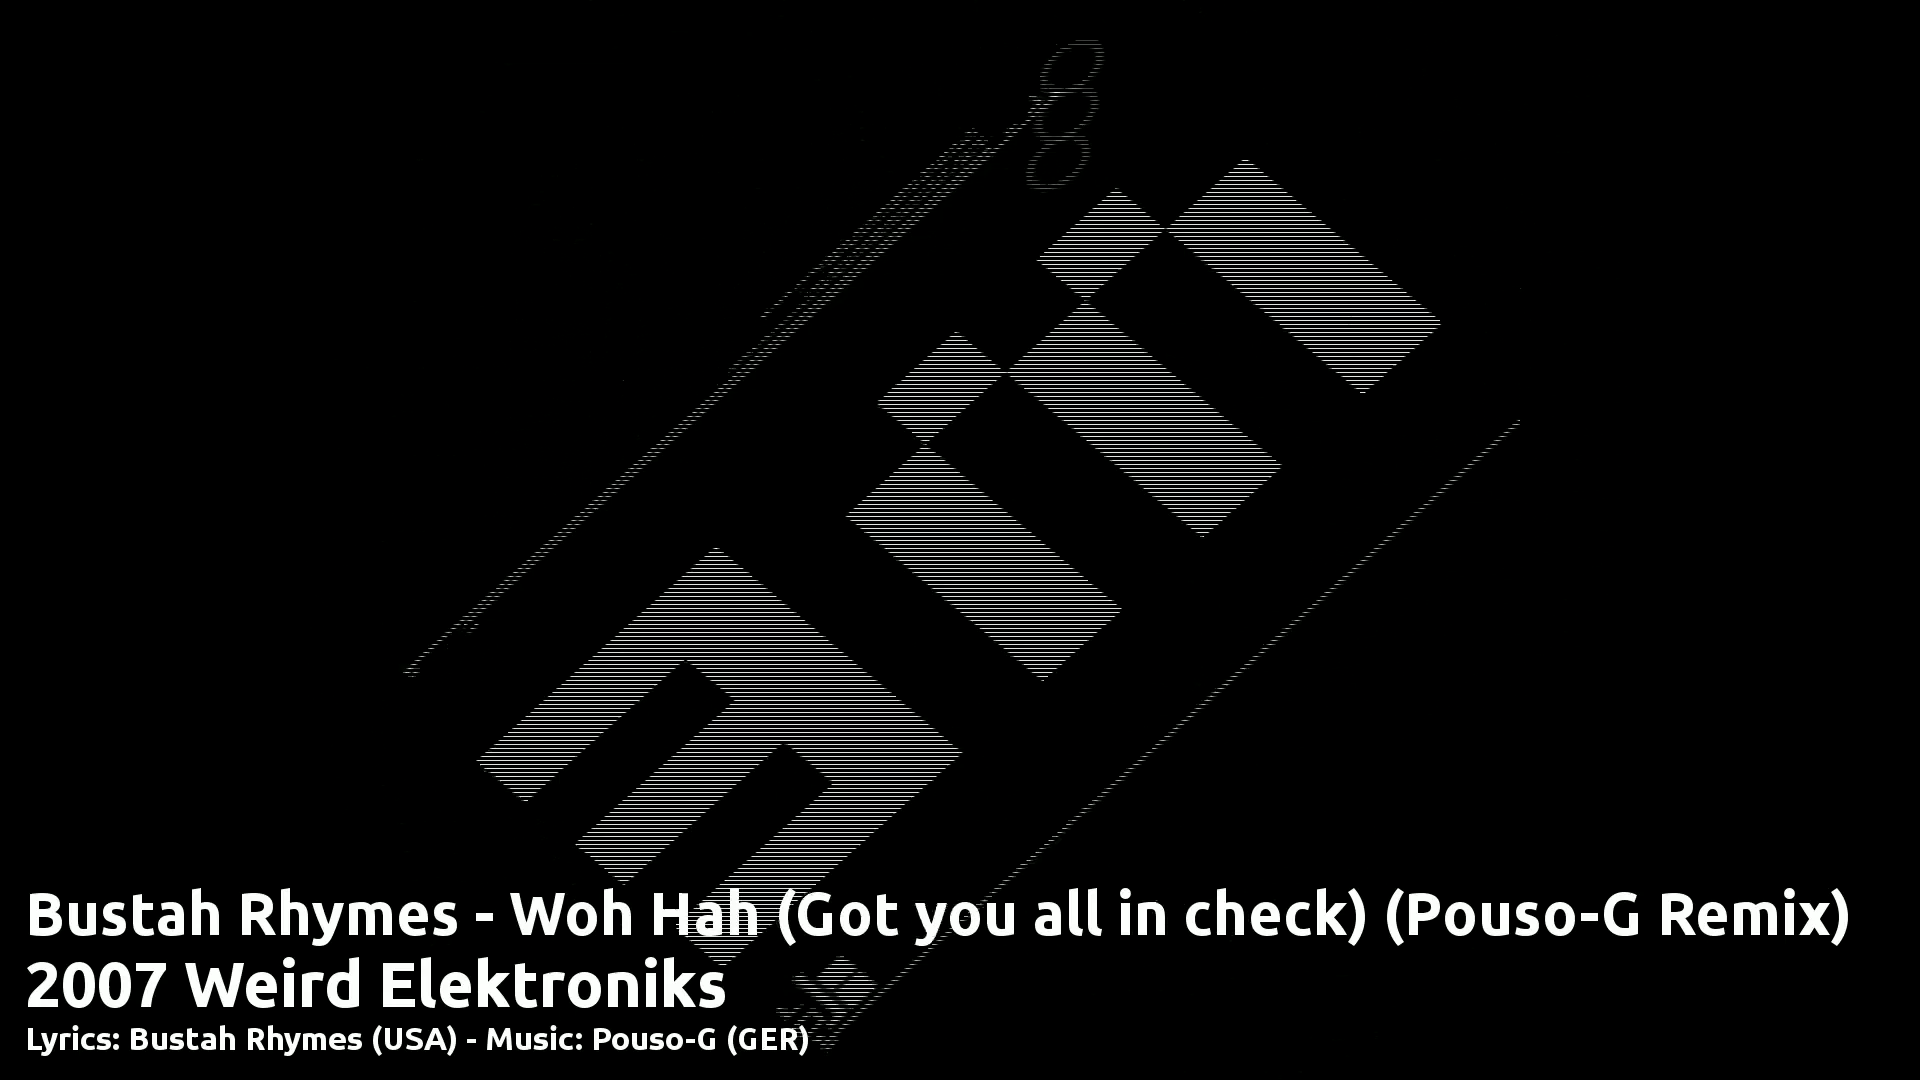 Bustah Rhymes - Woh Hah (Got you all in check) (Pouso-G Remix)
2007 Weird Elektroniks
Lyrics: Bustah Rhymes (USA) - Music: Pouso-G (GER)